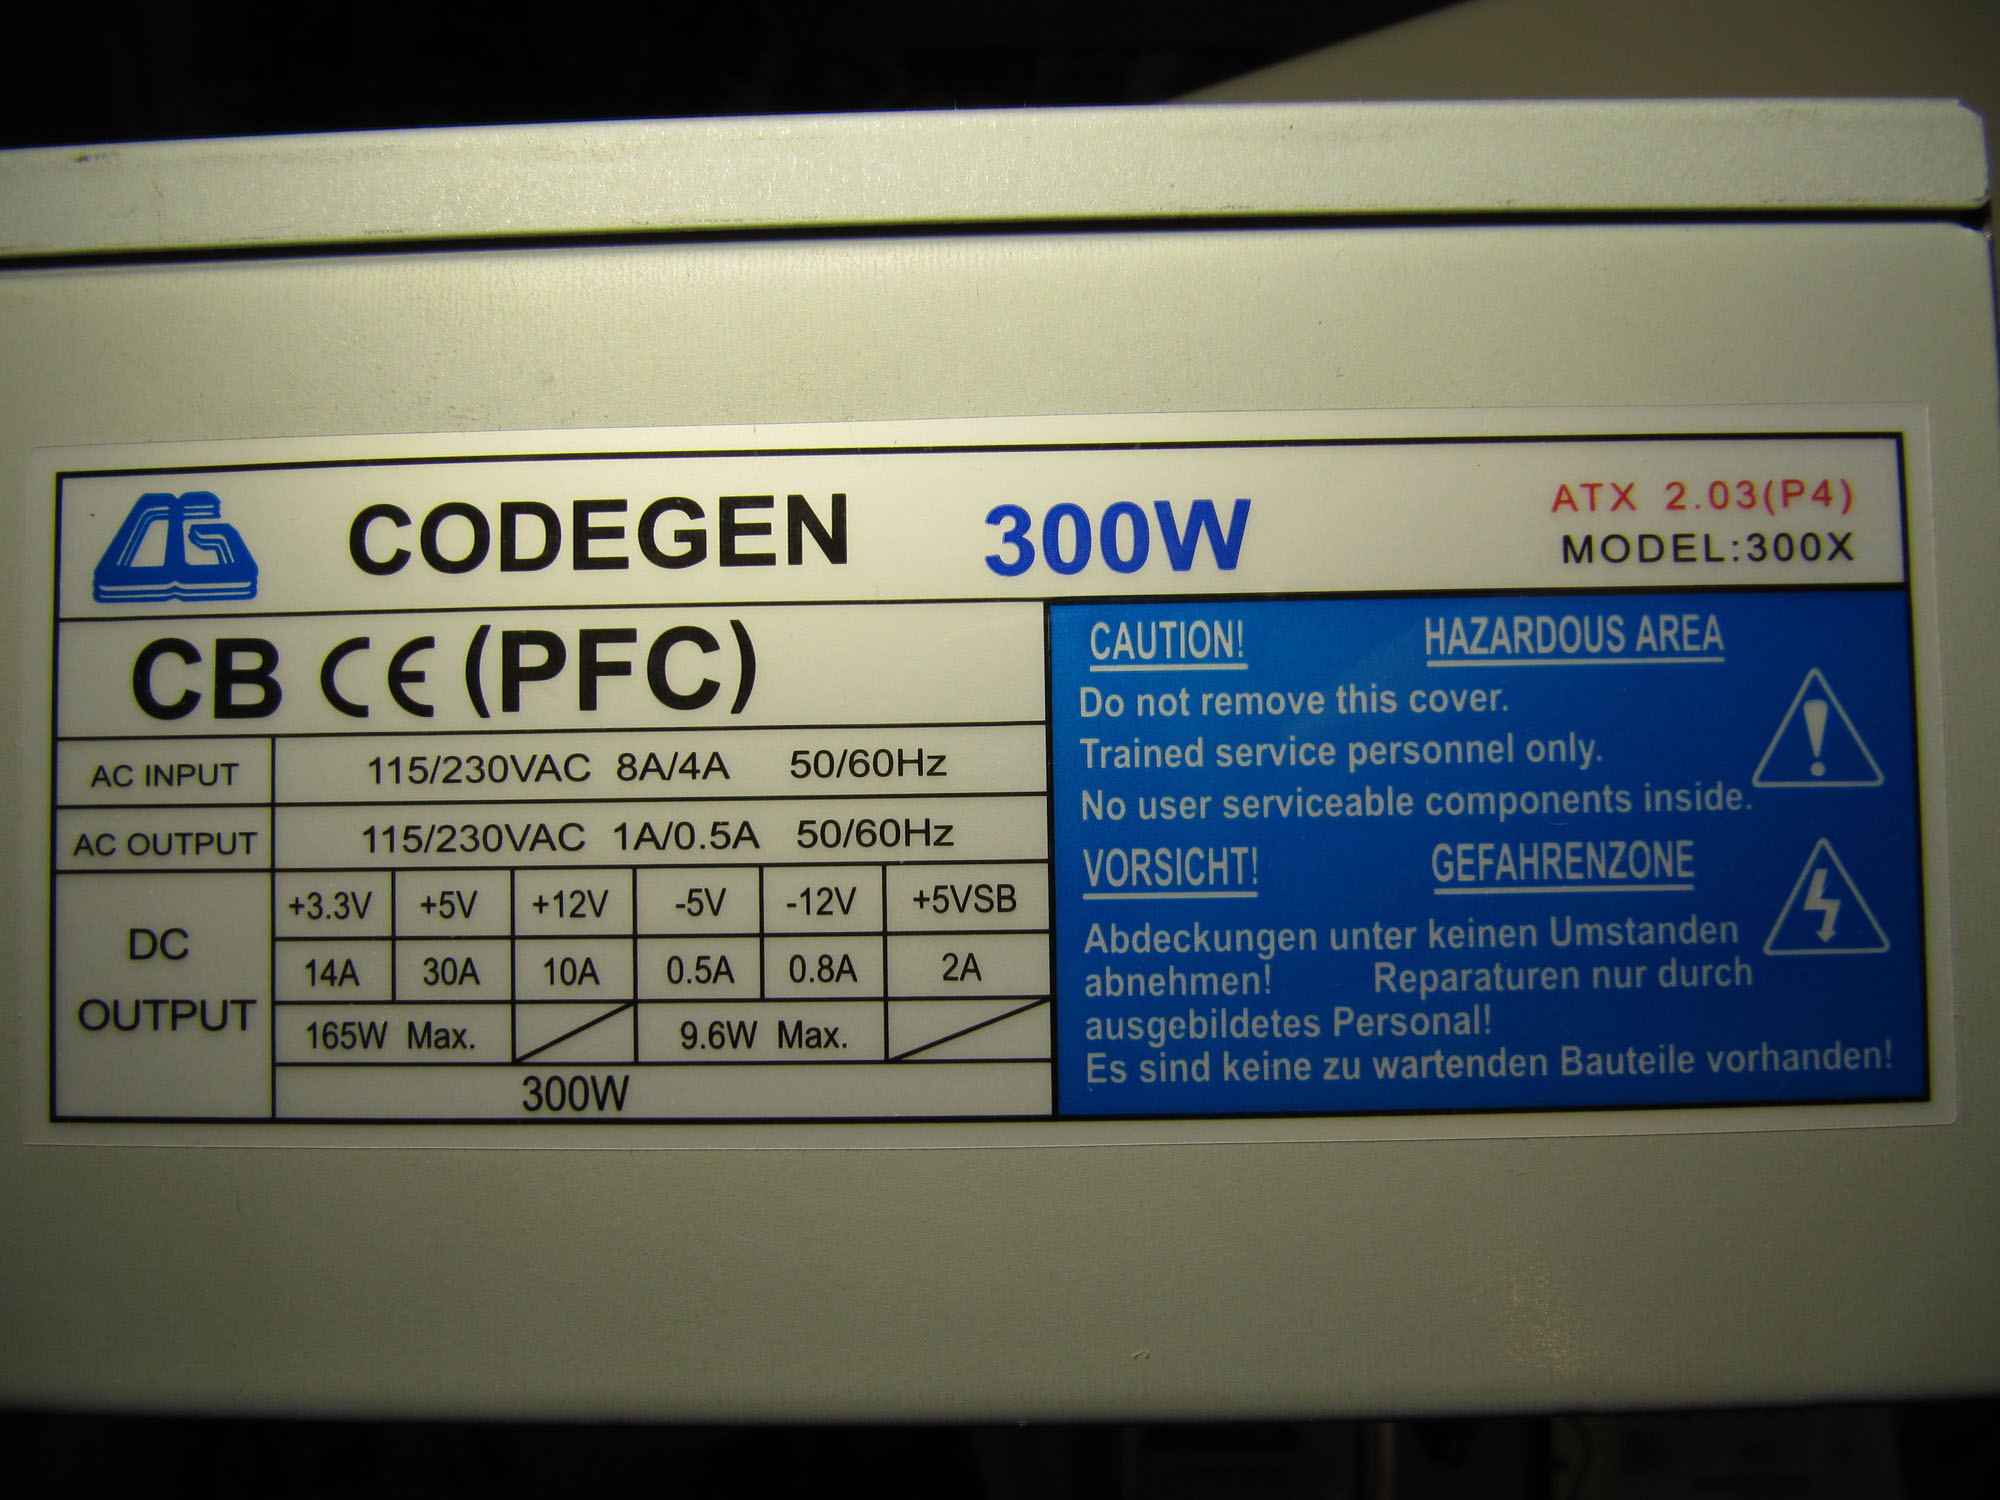 CODEGEN 300W ATX 2.03(P4)
MODEL:300X
CB CE (PFC)
AC INPUT 115/230VAC 8A/4A 50/60Hz
AC OUTPUT 115/230VAC 1A/0.5A 50/60Hz
DC OUTPUT
+3.3V +5V +12V -5V -12V +5VSB
14A 30A 10A 0.5A 0.8A 2A
165W Max. 9.6W Max.
300W
CAUTION! HAZARDOUS AREA
Do not remove this cover.
Trained service personnel only.
No user serviceable components inside.
VORSICHT! GEFAHRENZONE
Abdeckungen unter keinen Umstanden
abnehmen! Reparaturen nur durch
ausgebildetes Personal!
Es sind keine zu wartenden Bauteile vorhanden!